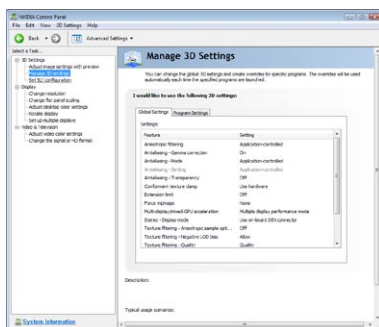 NVIDIA Control Panel
File Edit View 3D Settings Help
Back Advanced Settings
Select a Task...
3D Settings
Adjust image settings with preview
Manage 3D settings
Set SLI configuration
Display
Change resolution
Change flat panel scaling
Adjust desktop color settings
Rotate display
Set up multiple displays
Video & Television
Adjust video color settings
Change the signal or HD format
System Information
Manage 3D Settings
You can change the global 3D settings and create overrides for specific programs. The overrides will be used
automatically each time the specified programs are launched.
I would like to use the following 3D settings:
Global Settings Program Settings
Settings:
Feature Setting
Anisotropic filtering Application-controlled
Antialiasing - Gamma correction On
Antialiasing - Mode Application-controlled
Antialiasing - Setting Application-controlled
Antialiasing - Transparency Off
Conformant texture clamp Use hardware
Extension limit Off
Force mipmaps None
Multi-display/mixed-GPU acceleration Multiple display performance mode
Stereo - Display mode Use on-board DIN connector
Texture filtering - Anisotropic sample opti... Off
Texture filtering - Negative LOD bias Allow
Texture filtering - Quality Quality
Description:
Typical usage scenarios: